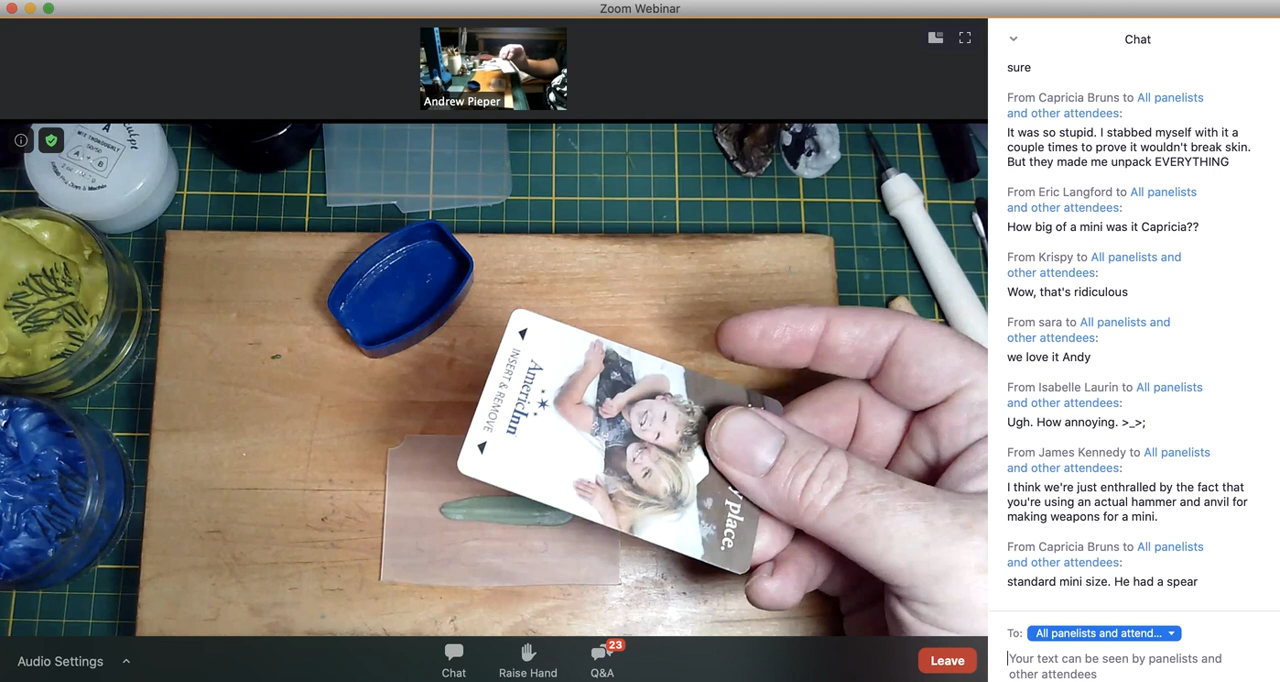 Zoom Webinar
Andrew Pieper
Chat
sure
From Capricia Bruns to All panelists
and other attendees:
It was so stupid. I stabbed myself with it a
couple times to prove it wouldn't break skin.
But they made me unpack EVERYTHING
From Eric Langford to All panelists
and other attendees:
How big of a mini was it Capricia??
From Krispy to All panelists and
other attendees:
Wow, that's ridiculous
From sara to All panelists and
other attendees:
we love it Andy
From Isabelle Laurin to All panelists
and other attendees:
Ugh. How annoying. >_>;
From James Kennedy to All panelists
and other attendees:
I think we're just enthralled by the fact that
you're using an actual hammer and anvil for
making weapons for a mini.
From Capricia Bruns to All panelists
and other attendees:
standard mini size. He had a spear
To: All panelists and attend...
Your text can be seen by panelists and
other attendees
A
MIX THOROUGHLY
A + B
AmericInn
INSERT & REMOVE
place.
Audio Settings
Chat
Raise Hand
23
Q&A
Leave